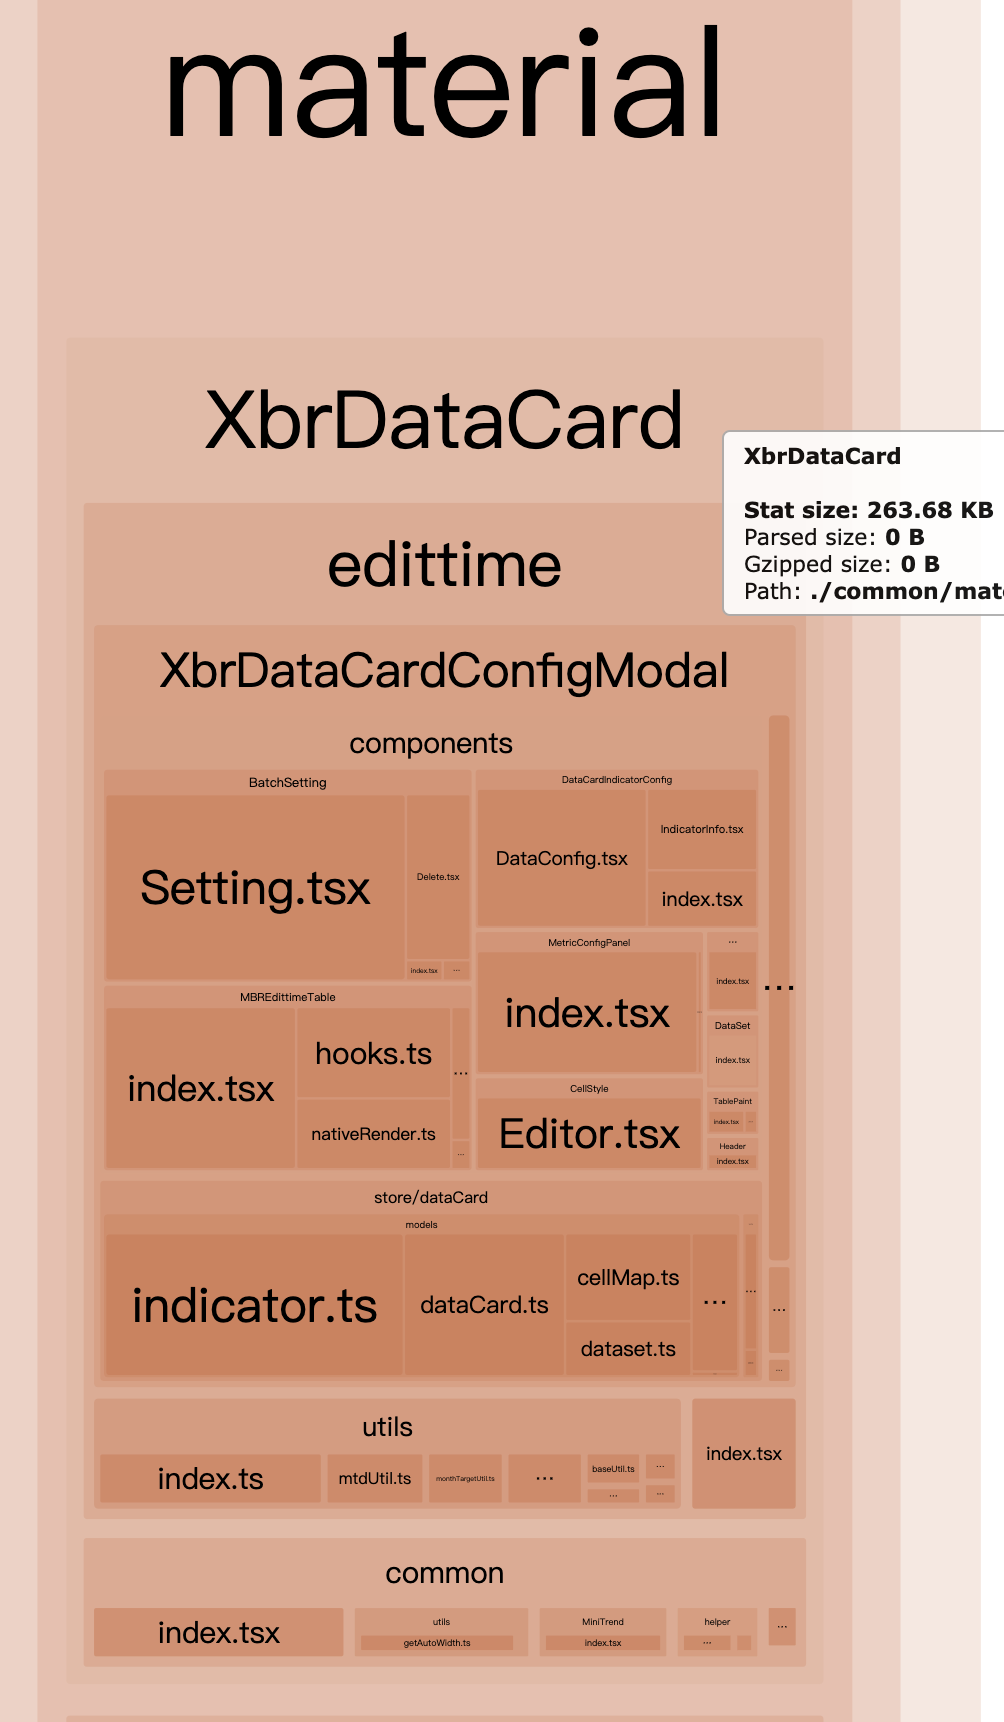 material
XbrDataCard
XbrDataCard
Stat size: 263.68 KB
Parsed size: 0 B
Gzipped size: 0 B
Path: ./common/mat
edittime
XbrDataCardConfigModal
components
BatchSetting
Setting.tsx
Delete.tsx
index.tsx
...
DataCardIndicatorConfig
DataConfig.tsx
IndicatorInfo.tsx
index.tsx
MBREdittimeTable
index.tsx
hooks.ts
nativeRender.ts
...
...
MetricConfigPanel
index.tsx
...
CellStyle
Editor.tsx
...
index.tsx
DataSet
index.tsx
TablePaint
index.tsx
...
Header
index.tsx
...
store/dataCard
models
indicator.ts
dataCard.ts
cellMap.ts
dataset.ts
...
...
...
...
...
...
...
utils
index.ts
mtdUtil.ts
monthTargetUtil.ts
...
baseUtil.ts
...
...
...
index.tsx
common
index.tsx
utils
getAutoWidth.ts
MiniTrend
index.tsx
helper
...
...